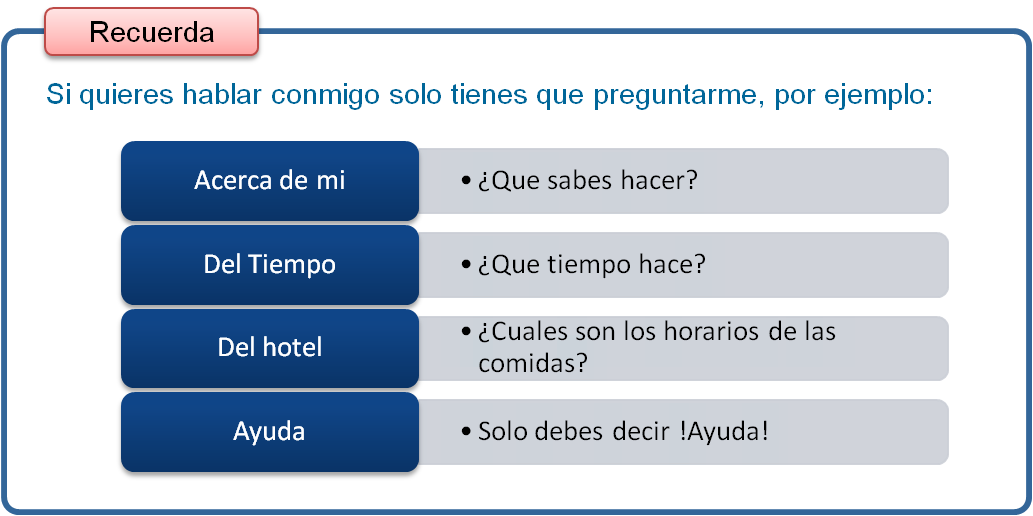 Recuerda
Si quieres hablar conmigo solo tienes que preguntarme, por ejemplo:
Acerca de mi
• ¿Que sabes hacer?
Del Tiempo
• ¿Que tiempo hace?
Del hotel
• ¿Cuales son los horarios de las
comidas?
Ayuda
• Solo debes decir !Ayuda!